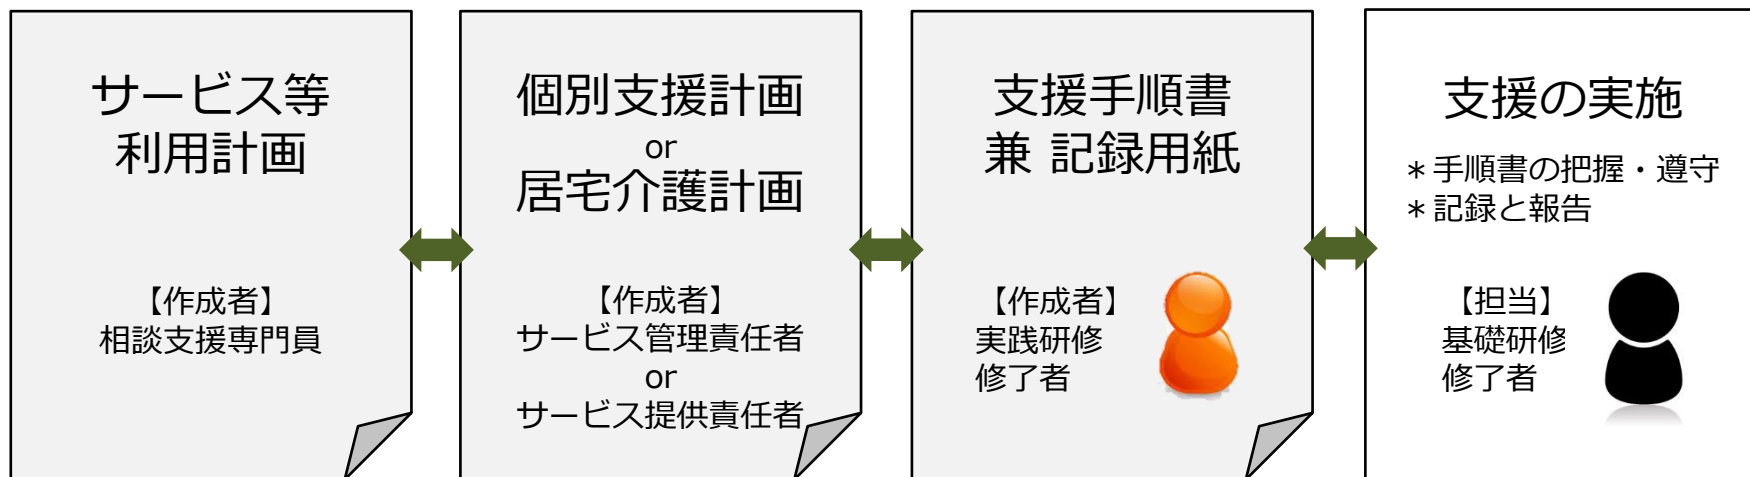 サービス等
利用計画
【作成者】
相談支援専門員
個別支援計画
or
居宅介護計画
【作成者】
サービス管理責任者
or
サービス提供責任者
支援手順書
兼 記録用紙
【作成者】
実践研修
修了者
支援の実施
＊手順書の把握・遵守
＊記録と報告
【担当】
基礎研修
修了者